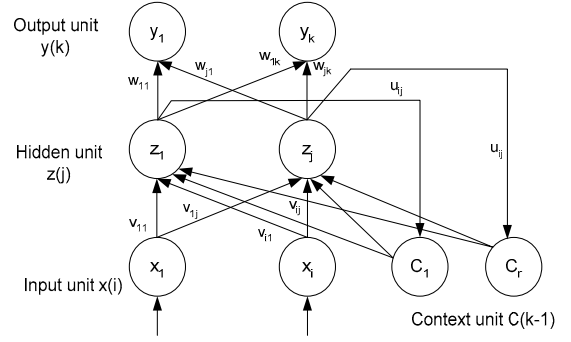 Output unit
y(k)
y1
yk
w11
wj1
w1k
wjk
uij
uij
Hidden unit
z(j)
z1
zj
v11
v1j
vi1
vij
Input unit x(i)
x1
xi
C1
Cr
Context unit C(k-1)